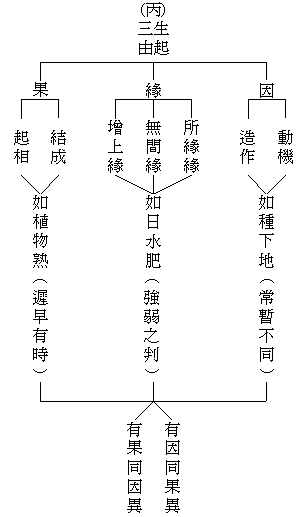 (丙)
三生
由起
因
緣
果
動機
造作
所緣緣
無間緣
增上緣
結成
起相
如種下地（常暫不同）
如日水肥（強弱之判）
如植物熟（遲早有時）
有因同果異
有果同因異